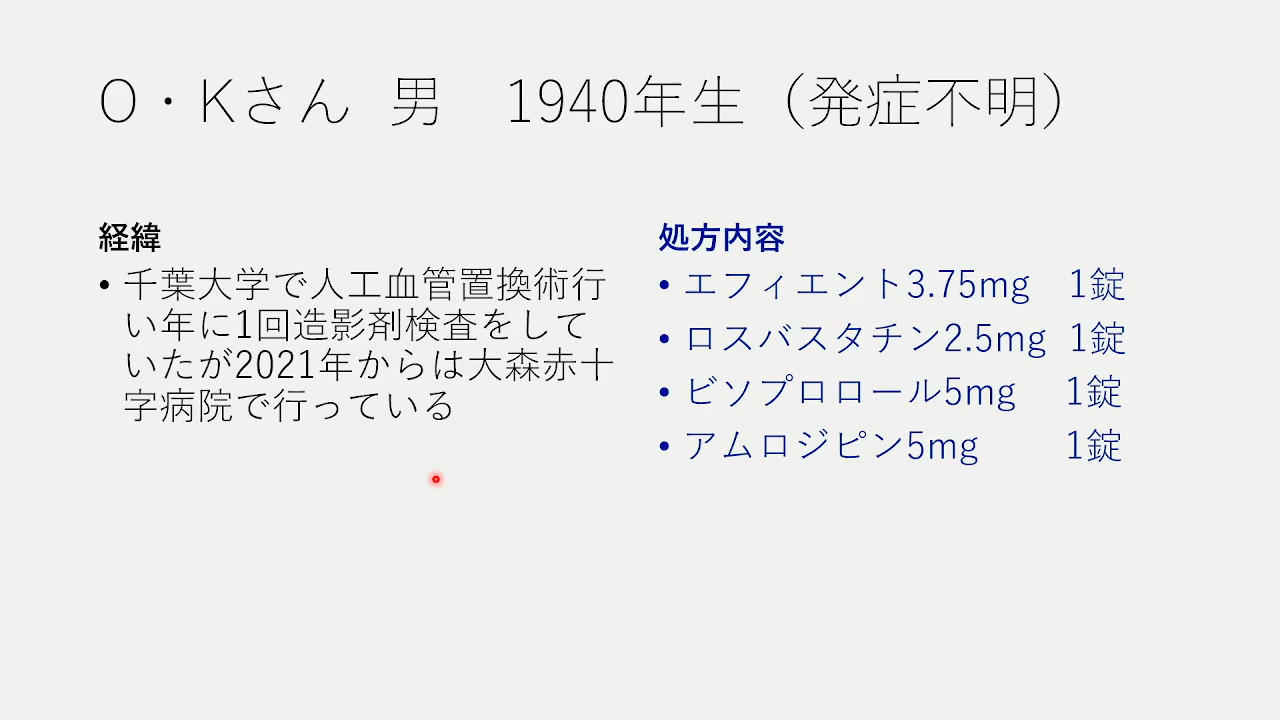 O・Kさん 男　1940年生（発症不明）
経緯
• 千葉大学で人工血管置換術行
い年に1回造影剤検査をして
いたが2021年からは大森赤十
字病院で行っている
処方内容
• エフィエント3.75mg　1錠
• ロスバスタチン2.5mg 1錠
• ビソプロロール5mg　1錠
• アムロジピン5mg　　1錠